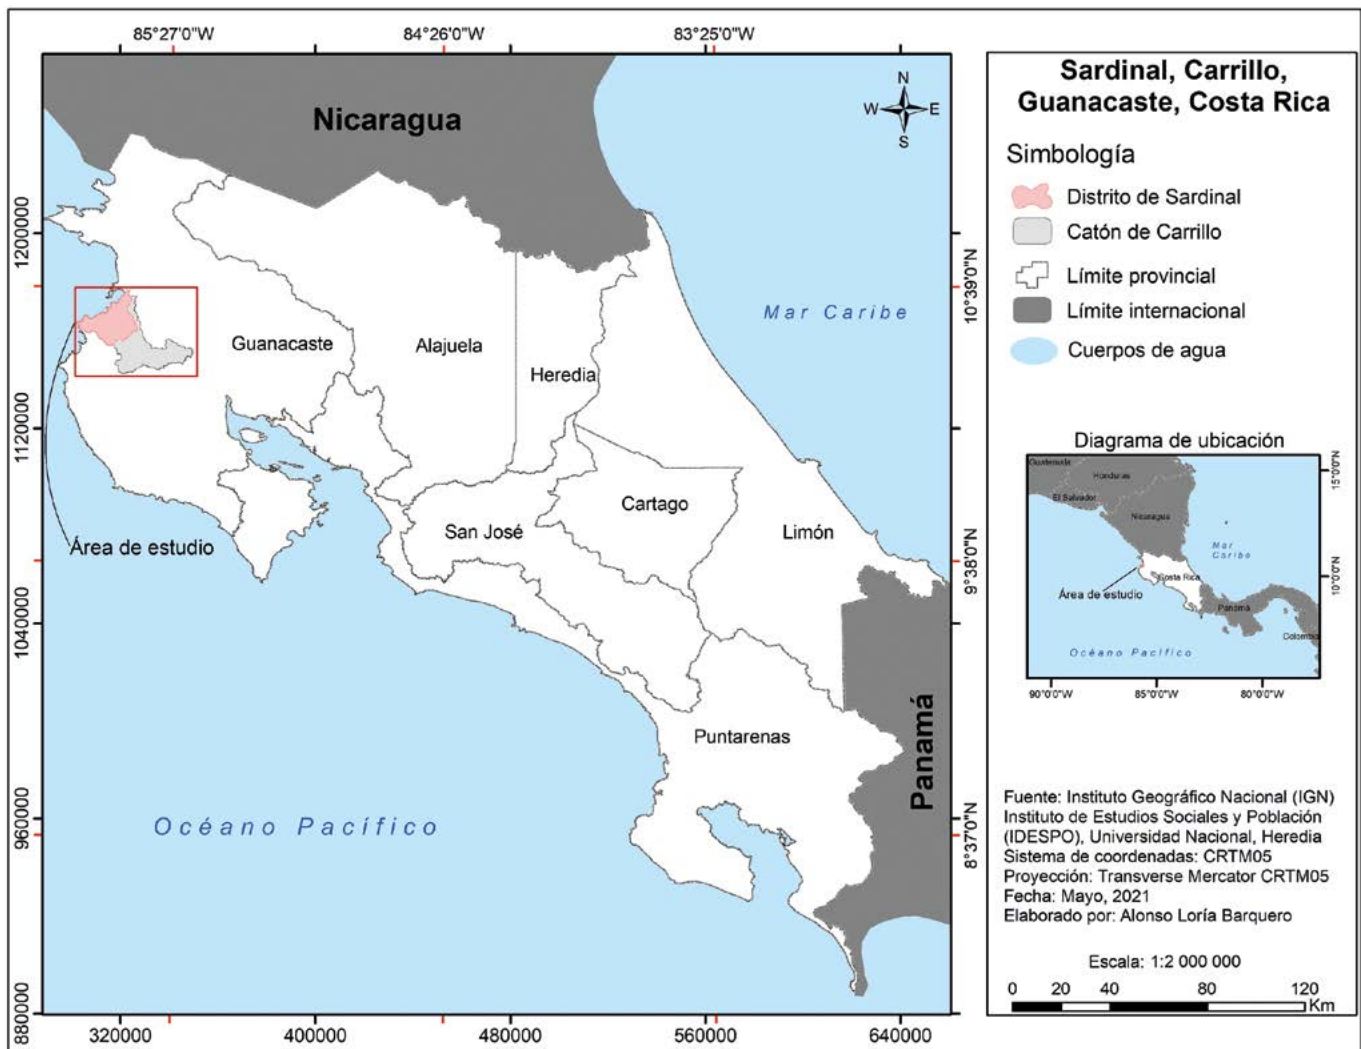 85°27'0"W
84°26'0"W
83°25'0"W
N
W
E
S
Nicaragua
Mar Caribe
Guanacaste
Alajuela
Heredia
Cartago
San José
Limón
Área de estudio
Puntarenas
Panamá
Océano Pacífico
1200000
1120000
1040000
960000
880000
10°39'0"N
9°38'0"N
8°37'0"N
320000
400000
480000
560000
640000
Sardinal, Carrillo,
Guanacaste, Costa Rica
Simbología
Distrito de Sardinal
Catón de Carrillo
Límite provincial
Límite internacional
Cuerpos de agua
Diagrama de ubicación
Guatemala
Honduras
El Salvador
Nicaragua
Mar
Caribe
Costa Rica
Área de estudio
Panamá
Colombia
Océano Pacífico
15°0'0"N
10°0'0"N
90°0'0"W
85°0'0"W
80°0'0"W
Fuente: Instituto Geográfico Nacional (IGN)
Instituto de Estudios Sociales y Población
(IDESPO), Universidad Nacional, Heredia
Sistema de coordenadas: CRTM05
Proyección: Transverse Mercator CRTM05
Fecha: Mayo, 2021
Elaborado por: Alonso Loría Barquero
Escala: 1:2 000 000
0 20 40 80 120
Km